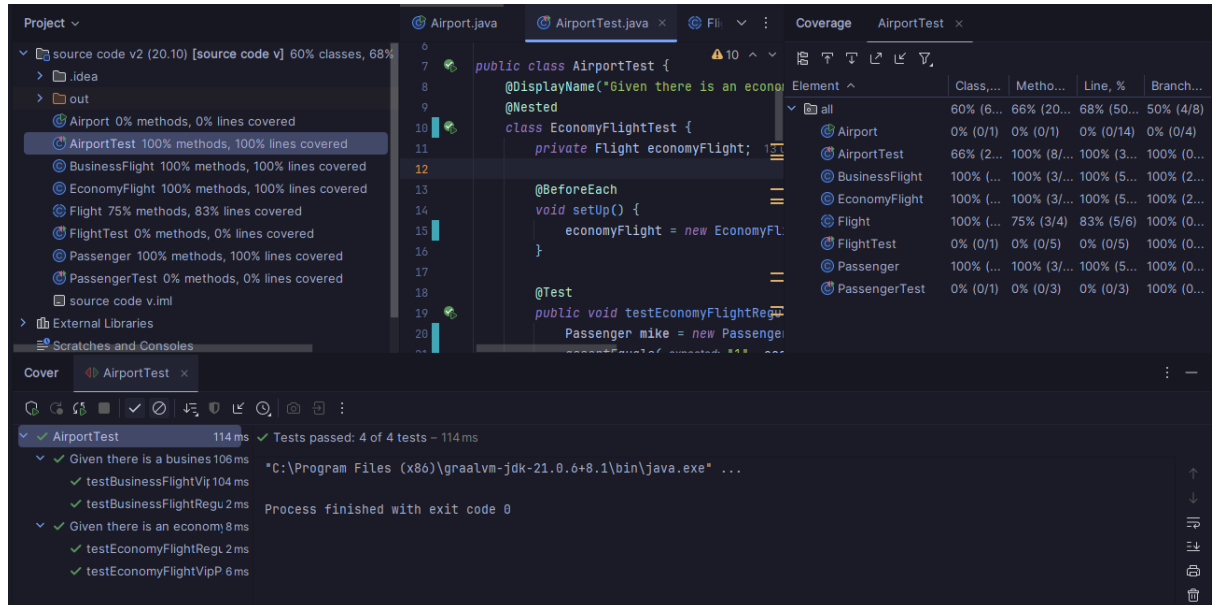 Project
source code v2 (20.10) [source code v] 60% classes, 68%
.idea
out
Airport 0% methods, 0% lines covered
AirportTest 100% methods, 100% lines covered
BusinessFlight 100% methods, 100% lines covered
EconomyFlight 100% methods, 100% lines covered
Flight 75% methods, 83% lines covered
FlightTest 0% methods, 0% lines covered
Passenger 100% methods, 100% lines covered
PassengerTest 0% methods, 0% lines covered
source code v.iml
External Libraries
Scratches and Consoles
Airport.java AirportTest.java Fli
10
6
7 public class AirportTest {
8 @DisplayName("Given there is an econo
9 @Nested
10 class EconomyFlightTest {
11 private Flight economyFlight;
12
13 @BeforeEach
14 void setUp() {
15 economyFlight = new EconomyFl
16 }
17
18 @Test
19 public void testEconomyFlightRegu
20 Passenger mike = new Passenge
Coverage AirportTest
Element Class,... Metho... Line, % Branch...
all 60% (6... 66% (20... 68% (50... 50% (4/8)
Airport 0% (0/1) 0% (0/1) 0% (0/14) 0% (0/4)
AirportTest 66% (2... 100% (8/... 100% (3... 100% (0...
BusinessFlight 100% (... 100% (3/... 100% (5... 100% (2...
EconomyFlight 100% (... 100% (3/... 100% (5... 100% (2...
Flight 100% (... 75% (3/4) 83% (5/6) 100% (0...
FlightTest 0% (0/1) 0% (0/5) 0% (0/5) 100% (0...
Passenger 100% (... 100% (3/... 100% (5... 100% (0...
PassengerTest 0% (0/1) 0% (0/3) 0% (0/3) 100% (0...
Cover AirportTest
AirportTest 114 ms
Given there is a busines 106 ms
testBusinessFlightVip 104 ms
testBusinessFlightRegu 2 ms
Given there is an economy 8 ms
testEconomyFlightRegu 2 ms
testEconomyFlightVipP 6 ms
Tests passed: 4 of 4 tests – 114 ms
"C:\Program Files (x86)\graalvm-jdk-21.0.6+8.1\bin\java.exe" ...
Process finished with exit code 0